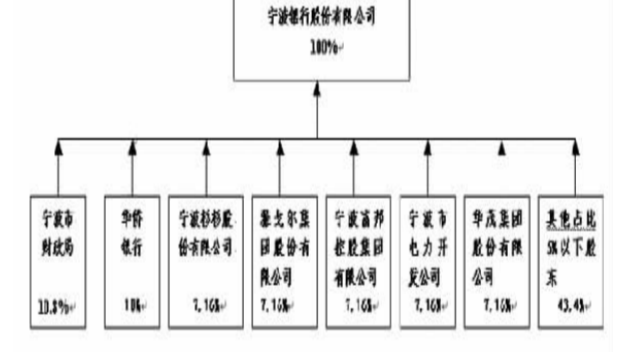 宁波银行股份有限公司
100%
宁波市
财政局
10.8%
华侨
银行
10%
宁波杉杉股
份有限公司
7.16%
雅戈尔集
团股份有
限公司
7.16%
宁波富邦
控股集团
有限公司
7.16%
宁波市
电力开
发公司
7.16%
华茂集团
股份有限
公司
7.16%
其他占比
5%以下股
东
43.4%